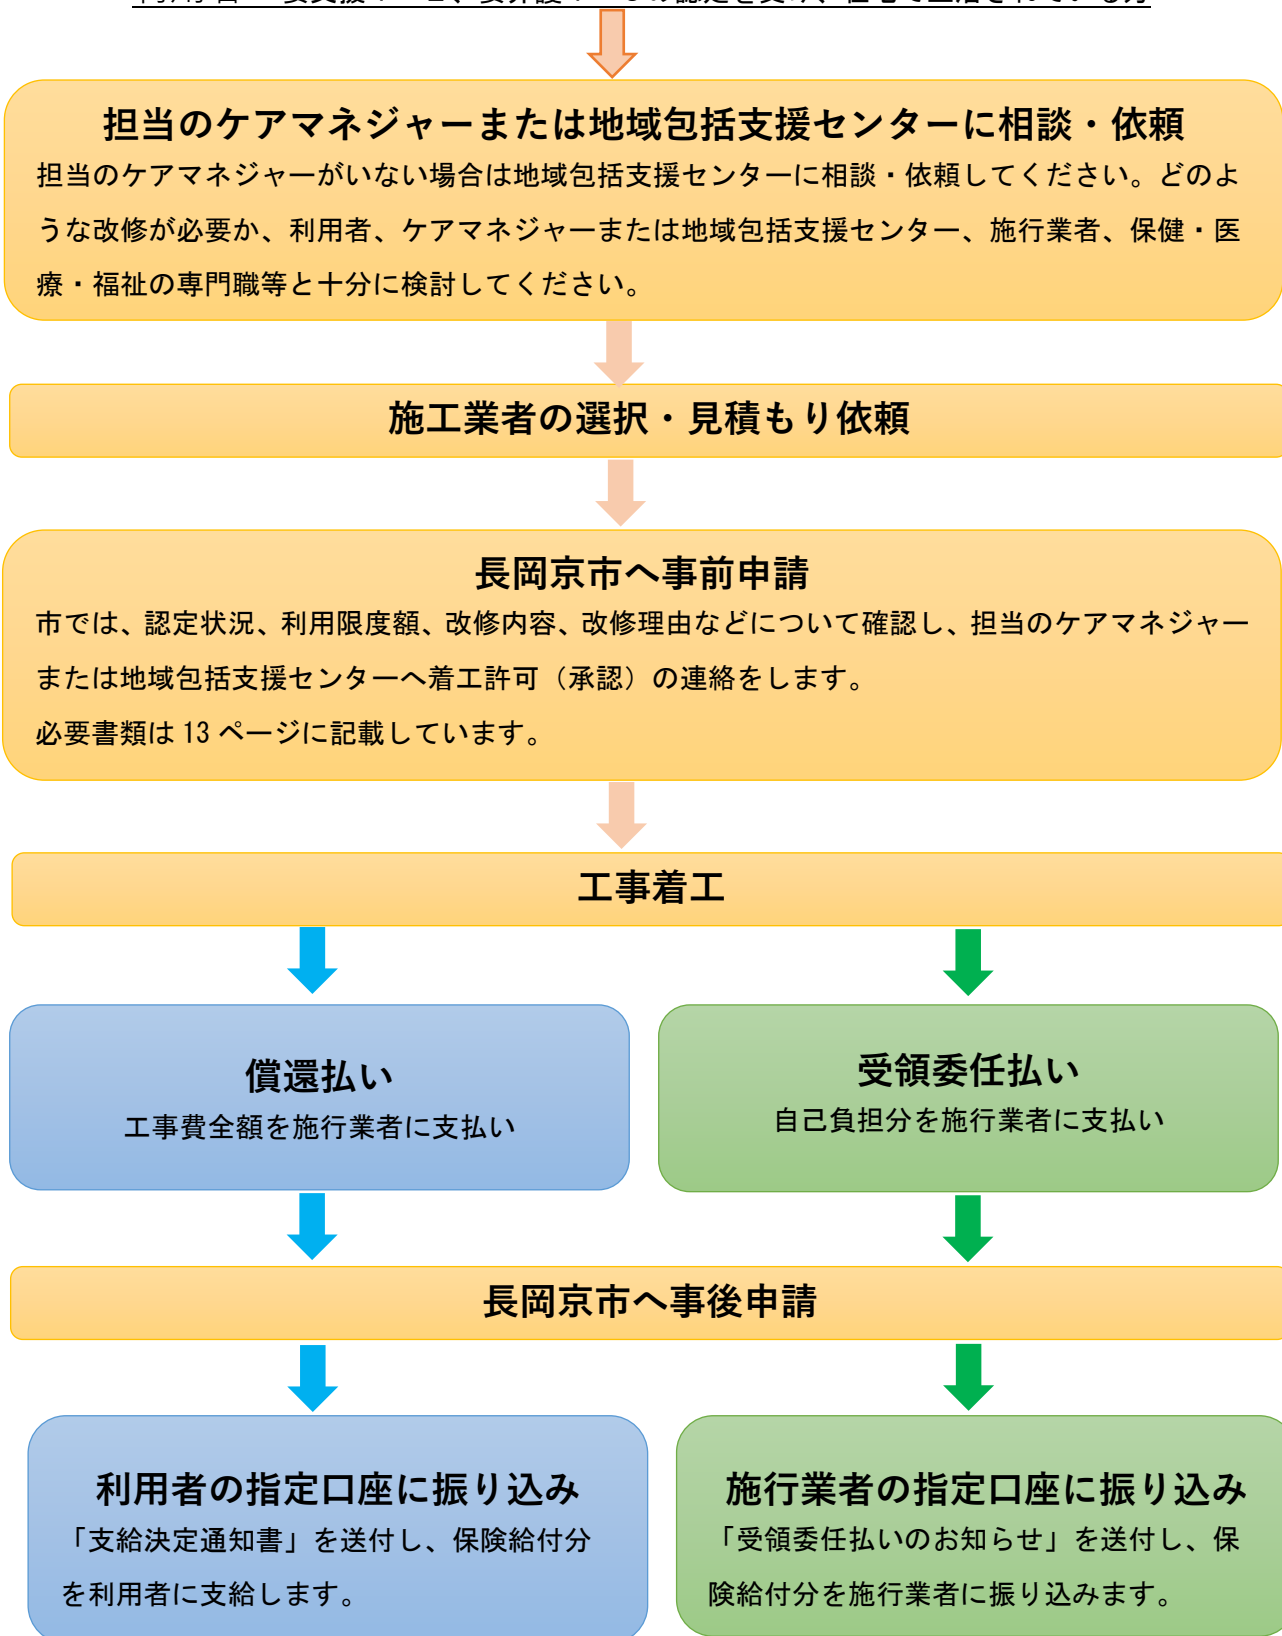 担当のケアマネジャーまたは地域包括支援センターに相談・依頼
担当のケアマネジャーがいない場合は地域包括支援センターに相談・依頼してください。どのよ
うな改修が必要か、利用者、ケアマネジャーまたは地域包括支援センター、施行業者、保健・医
療・福祉の専門職等と十分に検討してください。
施工業者の選択・見積もり依頼
長岡京市へ事前申請
市では、認定状況、利用限度額、改修内容、改修理由などについて確認し、担当のケアマネジャー
または地域包括支援センターへ着工許可（承認）の連絡をします。
必要書類は 13 ページに記載しています。
工事着工
償還払い
工事費全額を施行業者に支払い
受領委任払い
自己負担分を施行業者に支払い
長岡京市へ事後申請
利用者の指定口座に振り込み
「支給決定通知書」を送付し、保険給付分
を利用者に支給します。
施行業者の指定口座に振り込み
「受領委任払いのお知らせ」を送付し、保
険給付分を施行業者に振り込みます。